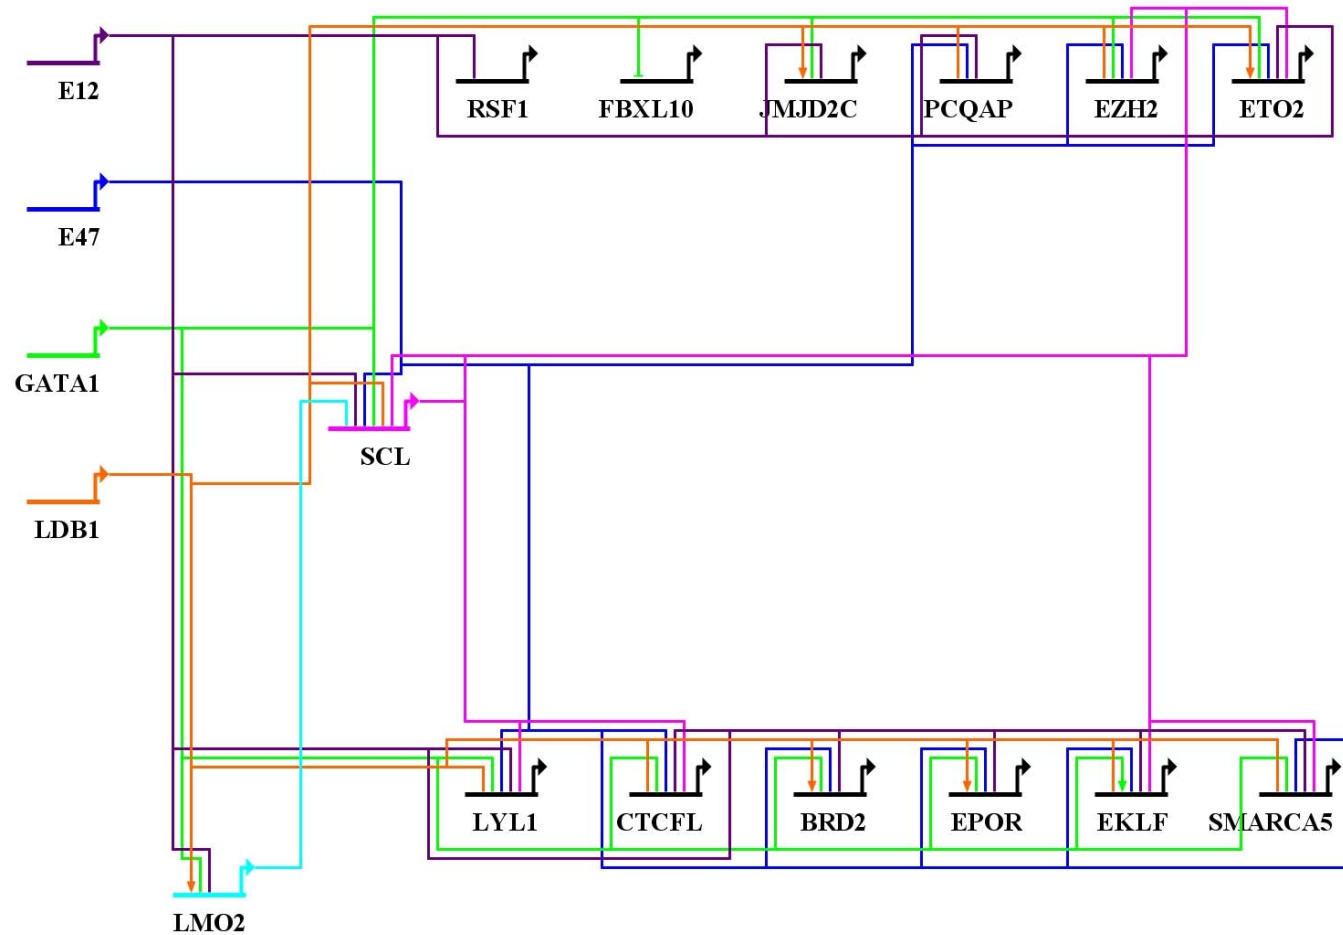 E12
RSF1
FBXL10
JMJD2C
PCQAP
EZH2
ETO2
E47
GATA1
SCL
LDB1
LYL1
CTCFL
BRD2
EPOR
EKLF
SMARCA5
LMO2